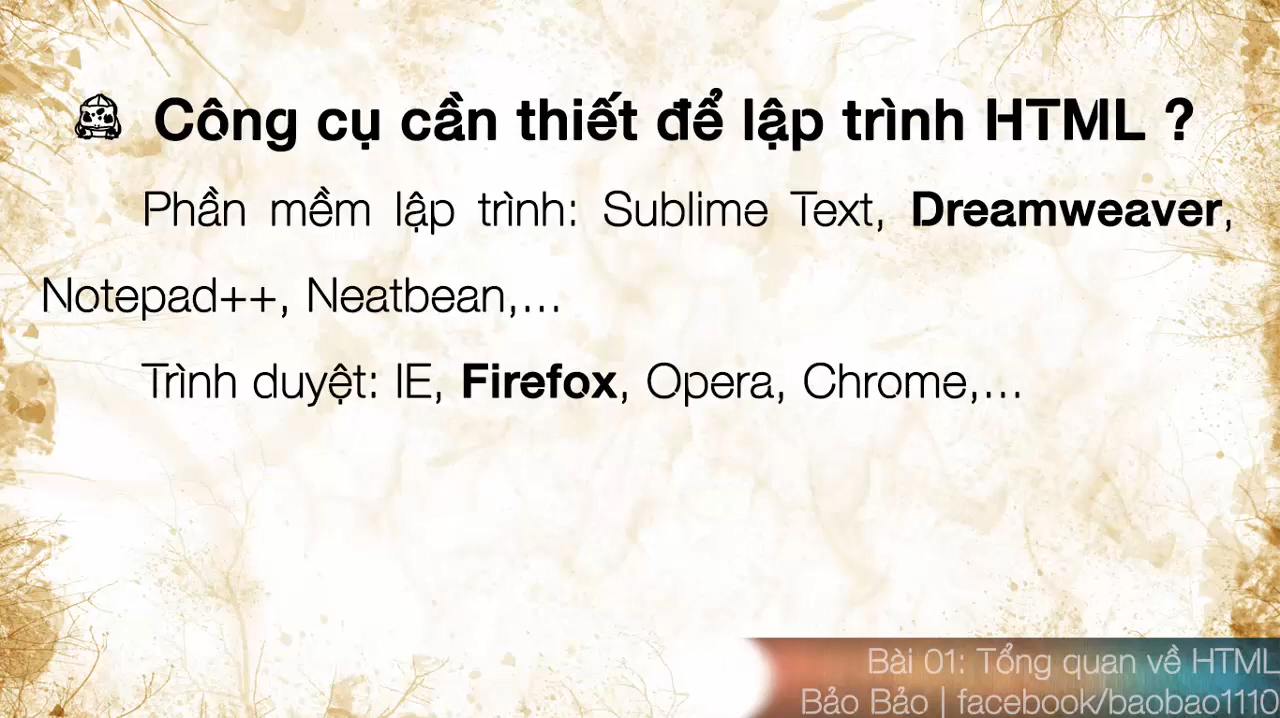 Công cụ cần thiết để lập trình HTML ?
Phần mềm lập trình: Sublime Text, Dreamweaver,
Notepad++, Neatbean,...
Trình duyệt: IE, Firefox, Opera, Chrome,...
Bài 01: Tổng quan về HTML
Bảo Bảo | facebook/baobao1110